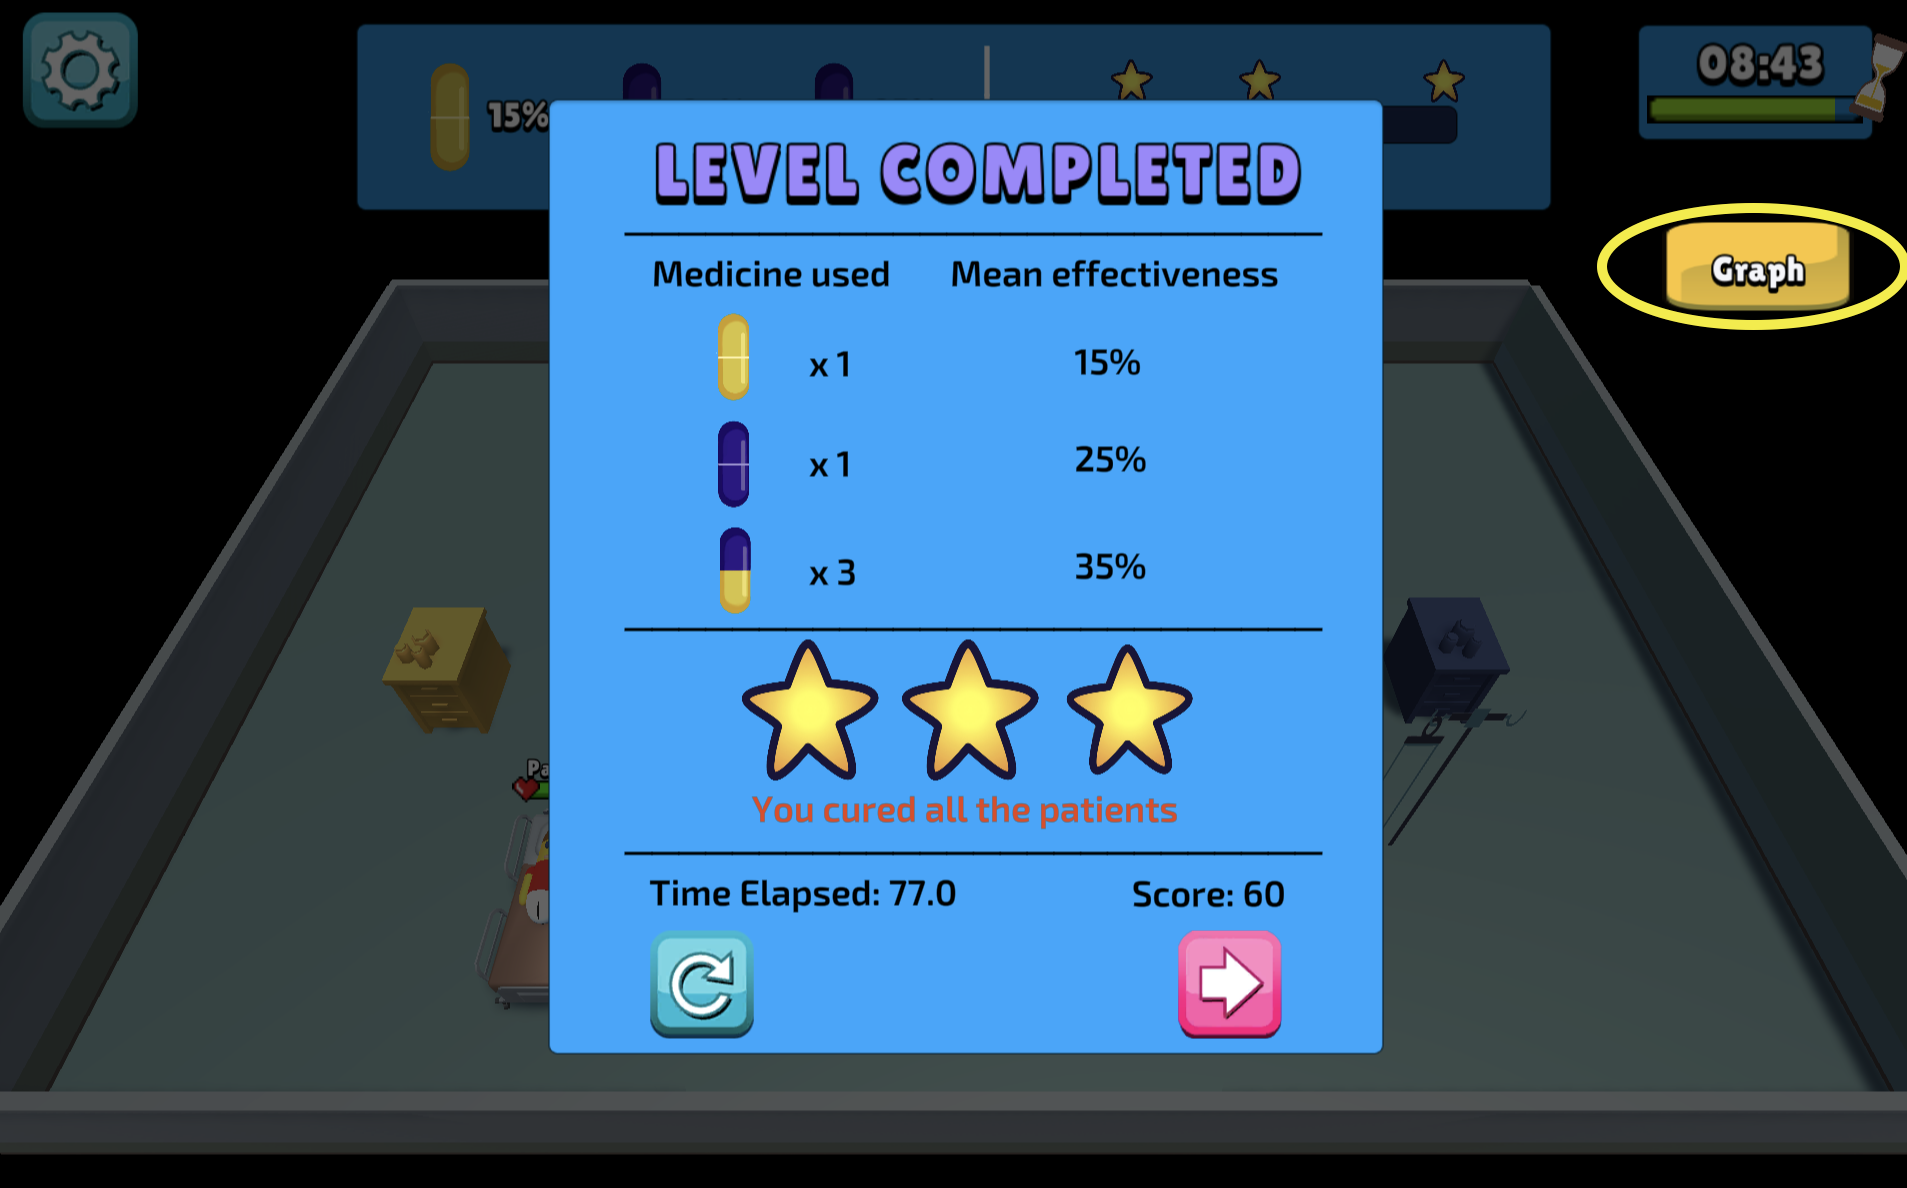 15%
08:43
LEVEL COMPLETED
Graph
Medicine used Mean effectiveness
x 1 15%
x 1 25%
x 3 35%
You cured all the patients
Time Elapsed: 77.0 Score: 60